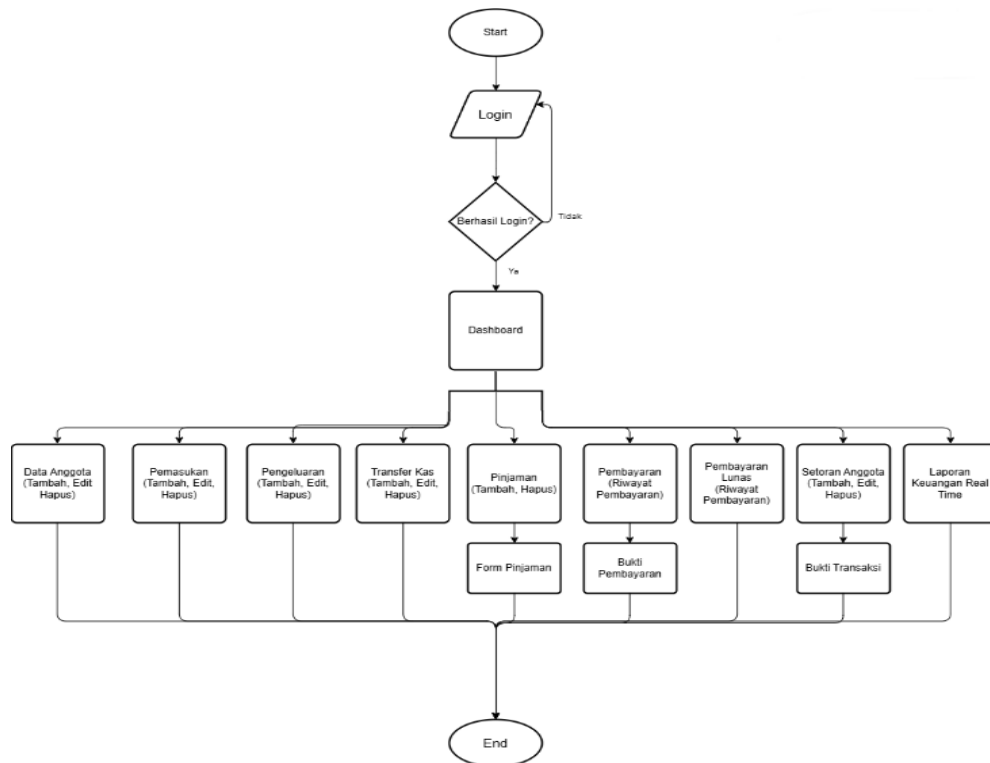 Start
Login
Berhasil Login?
Tidak
Ya
Dashboard
Data Anggota
(Tambah, Edit
Hapus)
Pemasukan
(Tambah, Edit,
Hapus)
Pengeluaran
(Tambah, Edit,
Hapus)
Transfer Kas
(Tambah, Edit,
Hapus)
Pinjaman
(Tambah, Hapus)
Pembayaran
(Riwayat
Pembayaran)
Pembayaran
Lunas
(Riwayat
Pembayaran)
Setoran Anggota
(Tambah, Edit,
Hapus)
Laporan
Keuangan Real
Time
Form Pinjaman
Bukti
Pembayaran
Bukti Transaksi
End